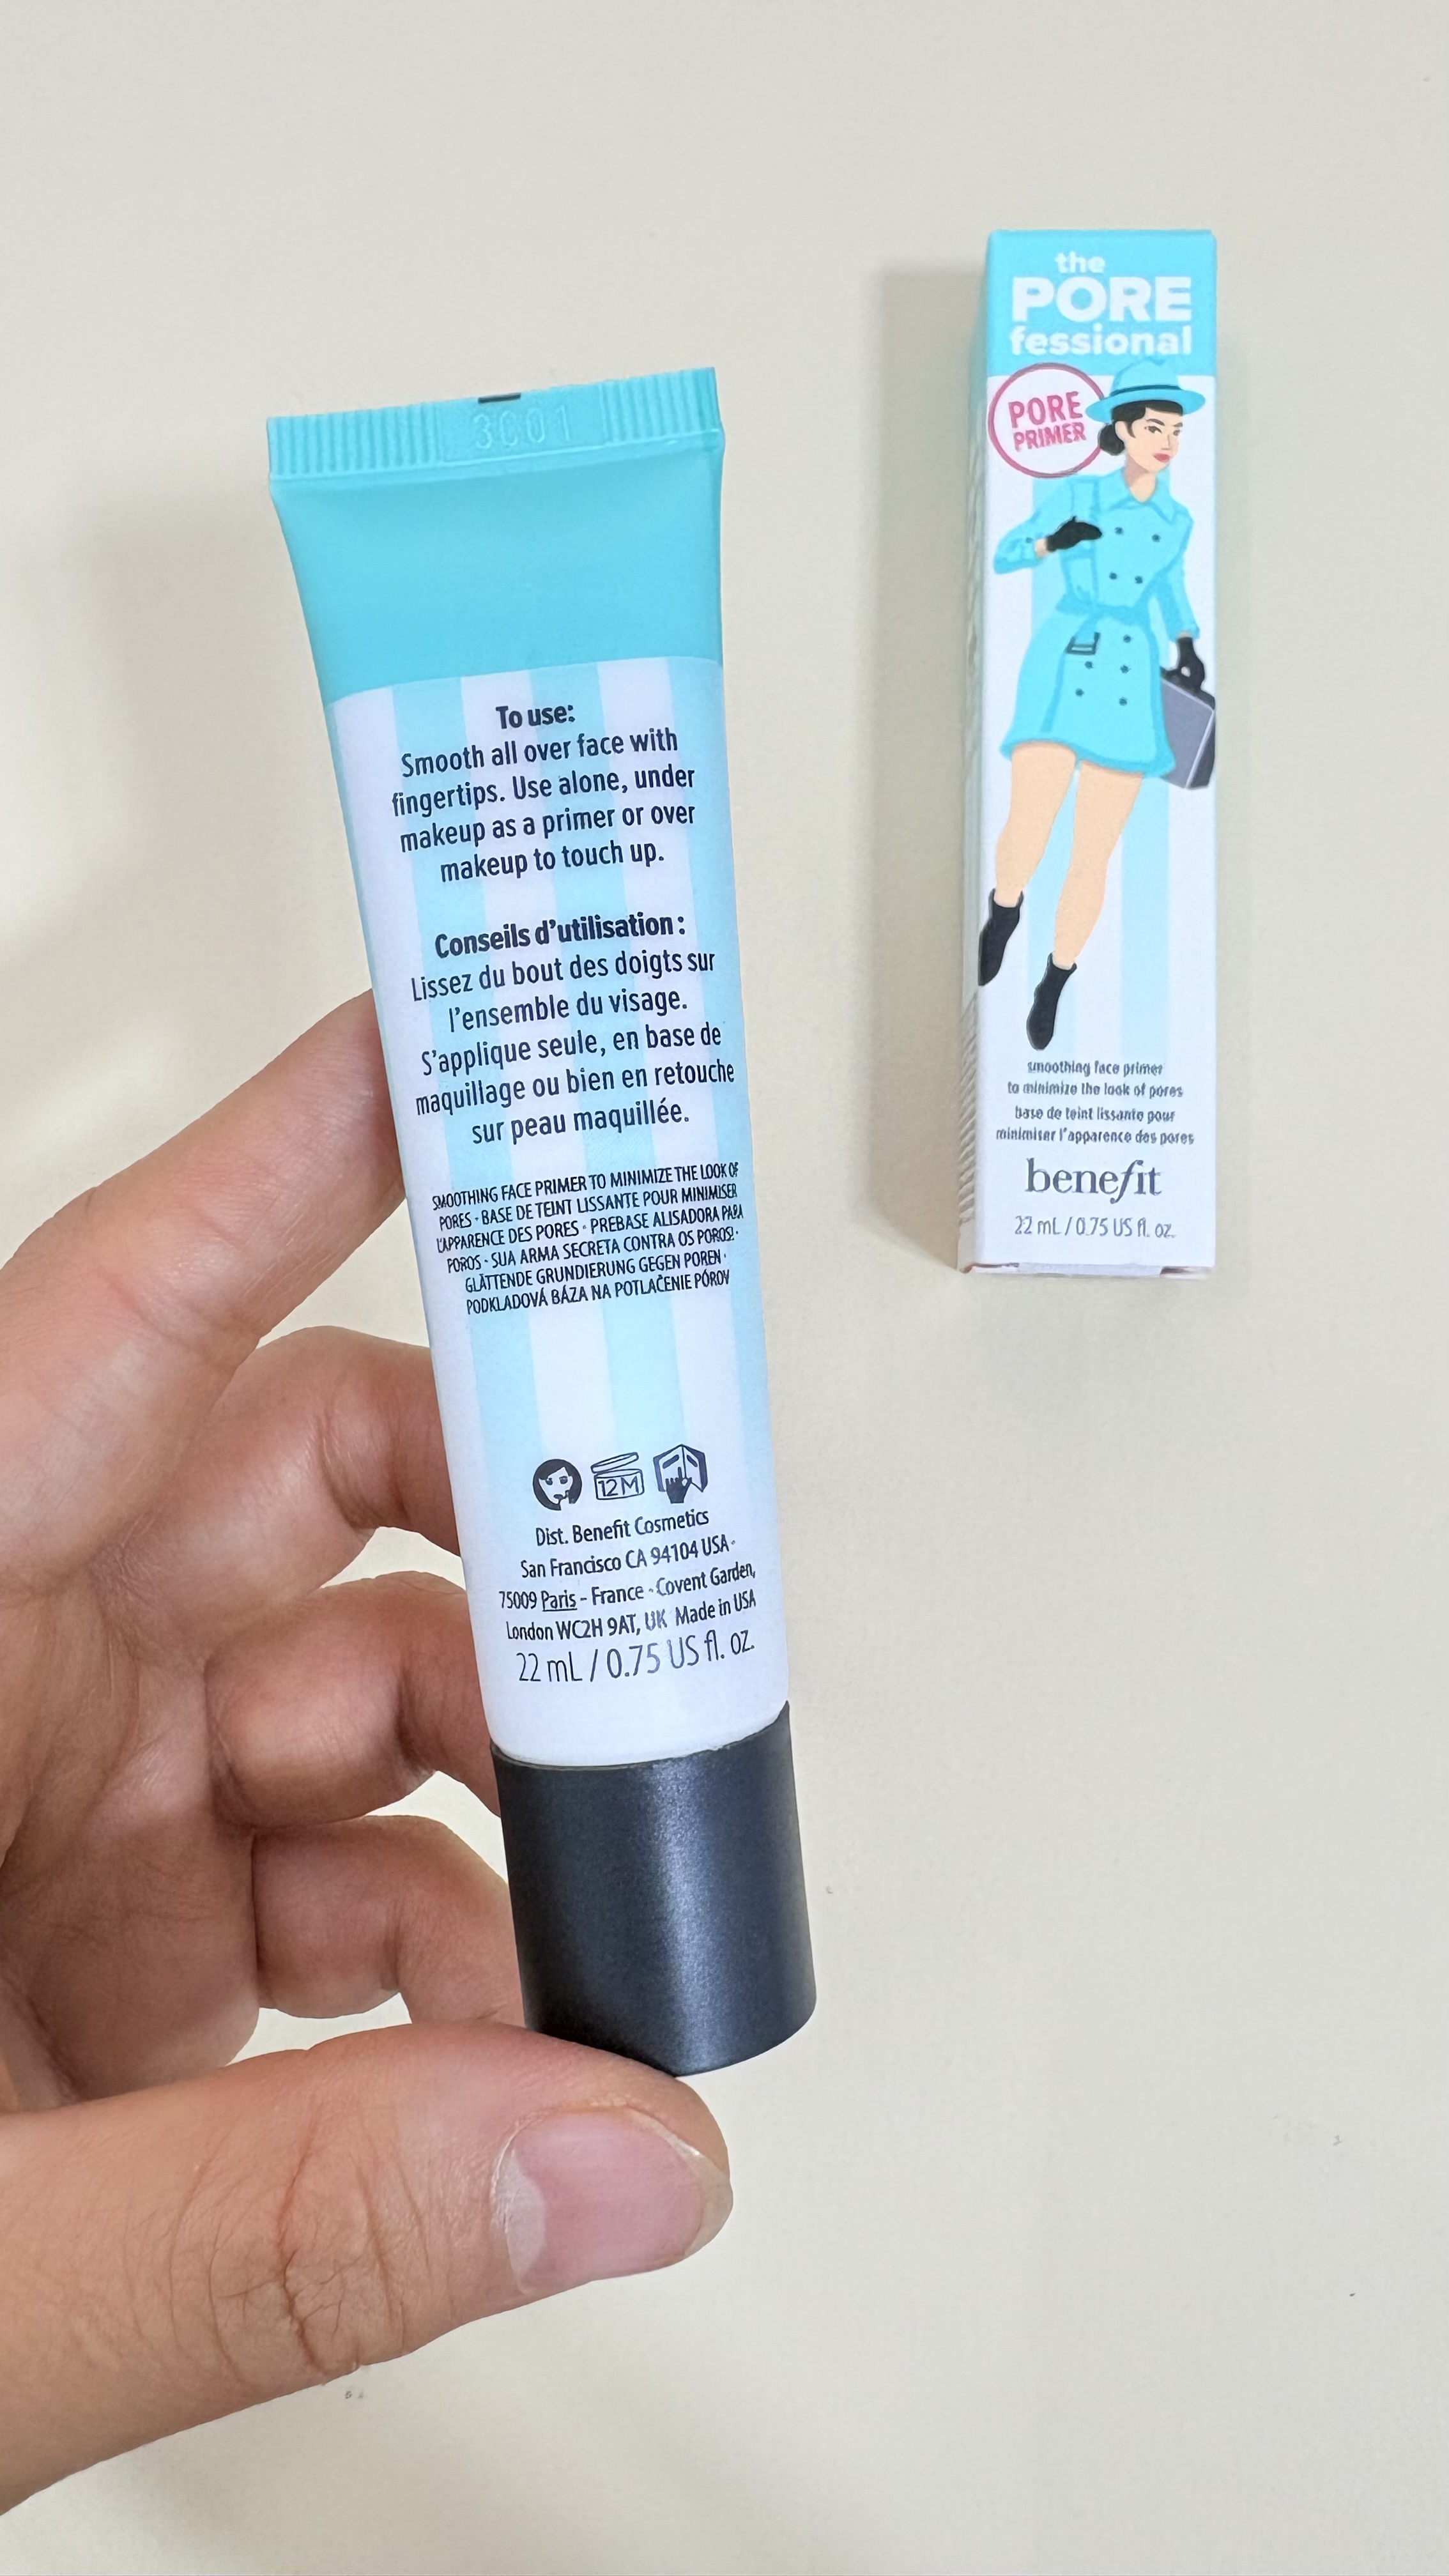 3001
To use:
Smooth all over face with
fingertips. Use alone, under
makeup as a primer or over
makeup to touch up.
Conseils d'utilisation :
Lissez du bout des doigts sur
l'ensemble du visage.
S'applique seule, en base de
maquillage ou bien en retouche
sur peau maquillée.
SMOOTHING FACE PRIMER TO MINIMIZE THE LOOK OF
PORES · BASE DE TEINT LISSANTE POUR MINIMISER
L'APPARENCE DES PORES · PREBASE ALISADORA PARA
POROS · SUA ARMA SECRETA CONTRA OS POROS! ·
GLÄTTENDE GRUNDIERUNG GEGEN POREN ·
PODKLADOVÁ BÁZA NA POTLAČENIE PÓROV
12M
Dist. Benefit Cosmetics
San Francisco CA 94104 USA ·
75009 Paris – France · Covent Garden,
London WC2H 9AT, UK Made in USA
22 mL / 0.75 US fl. oz.
the
PORE
fessional
PORE
PRIMER
smoothing face primer
to minimize the look of pores
base de teint lissante pour
minimiser l'apparence des pores
benefit
22 mL / 0.75 US fl. oz.